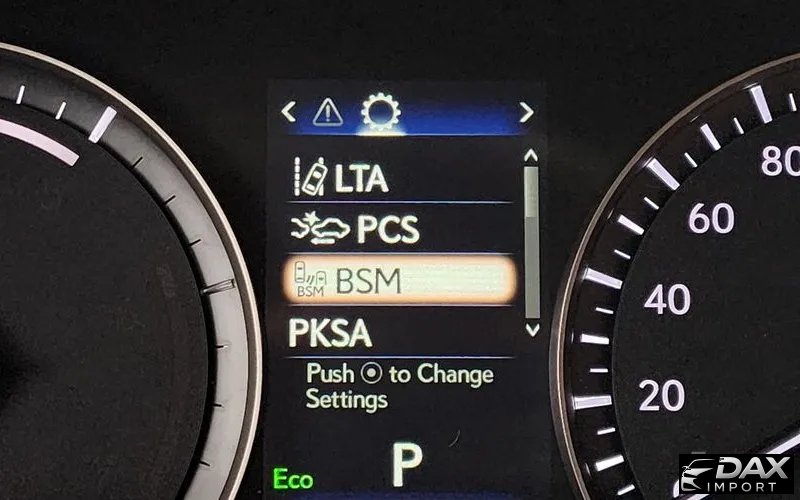 LTA
PCS
BSM BSM
PKSA
Push to Change
Settings
P
Eco
80
60
40
20
DAX
IMPORT